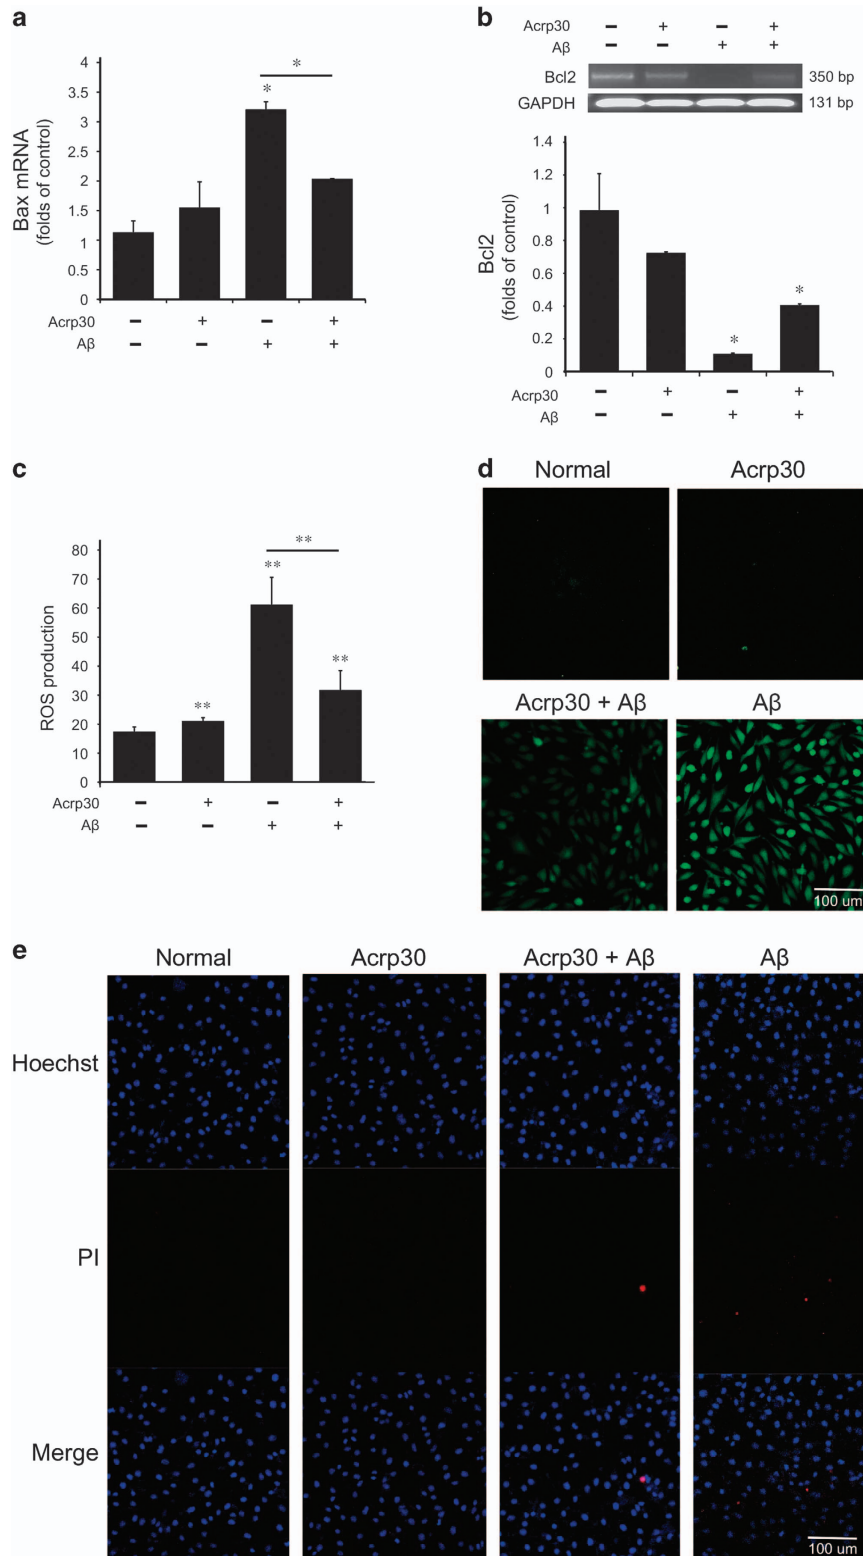 a
*
*
4
3.5
3
2.5
2
1.5
1
0.5
0
Bax mRNA
(folds of control)
Acrp30 – + – +
Aβ – – + +
b
Acrp30 – + – +
Aβ – – + +
Bcl2 350 bp
GAPDH 131 bp
1.4
1.2
1
0.8
0.6
0.4
0.2
0
Bcl2
(folds of control)
*
*
Acrp30 – + – +
Aβ – – + +
c
**
**
**
**
80
70
60
50
40
30
20
10
0
ROS production
Acrp30 – + – +
Aβ – – + +
d
Normal Acrp30
Acrp30 + Aβ Aβ
100 um
e
Normal Acrp30 Acrp30 + Aβ Aβ
Hoechst
PI
Merge
100 um